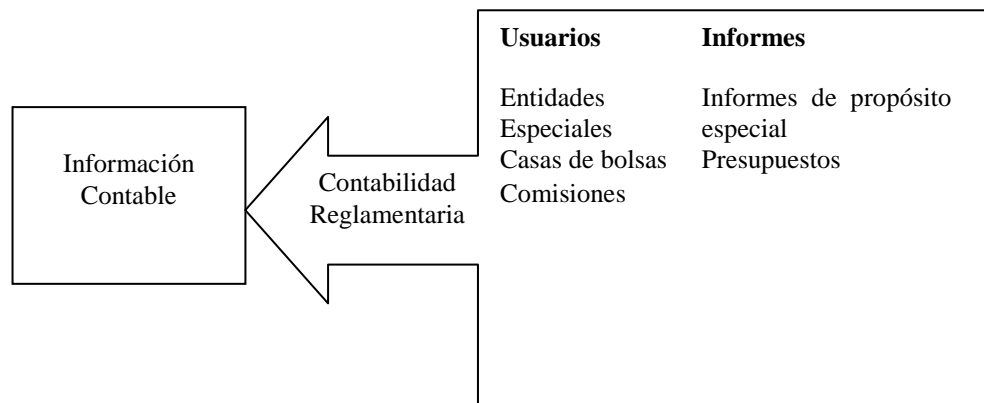 Usuarios Informes
Entidades Informes de propósito
Especiales especial
Casas de bolsas Presupuestos
Comisiones
Información
Contable
Contabilidad
Reglamentaria